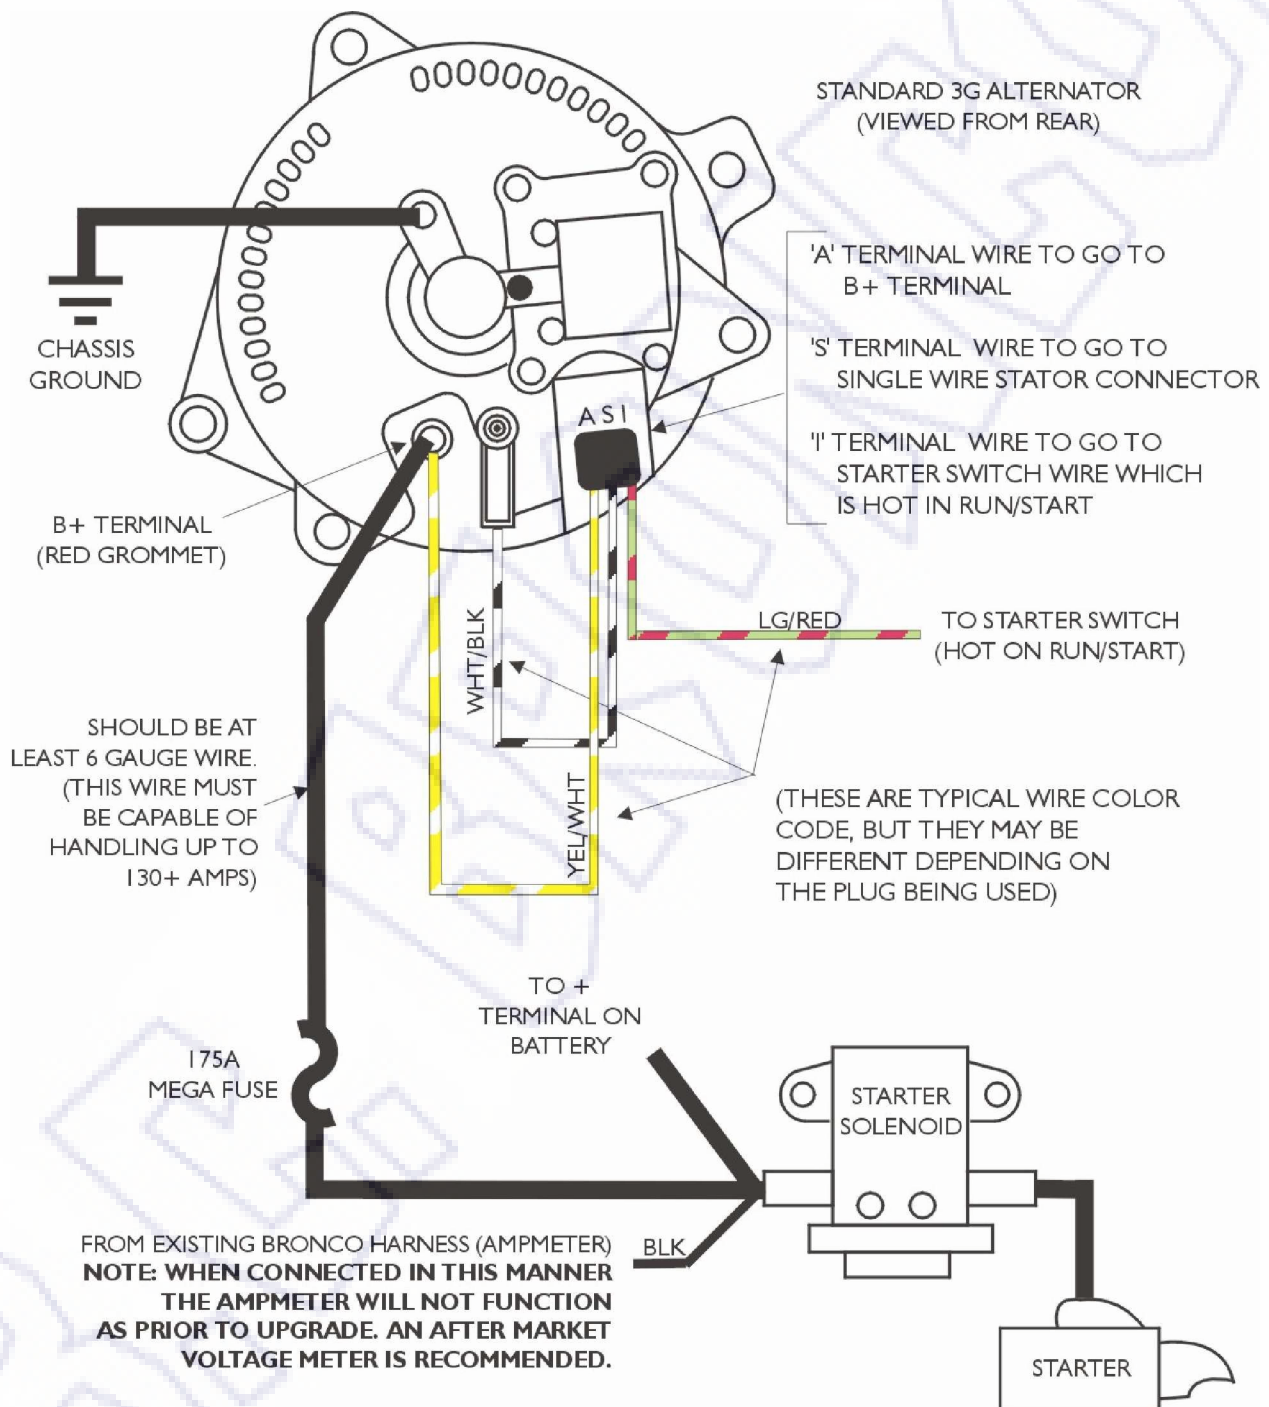 STANDARD 3G ALTERNATOR
(VIEWED FROM REAR)
'A' TERMINAL WIRE TO GO TO
B+ TERMINAL
'S' TERMINAL WIRE TO GO TO
SINGLE WIRE STATOR CONNECTOR
'I' TERMINAL WIRE TO GO TO
STARTER SWITCH WIRE WHICH
IS HOT IN RUN/START
CHASSIS
GROUND
A S I
B+ TERMINAL
(RED GROMMET)
WHT/BLK
LG/RED
TO STARTER SWITCH
(HOT ON RUN/START)
SHOULD BE AT
LEAST 6 GAUGE WIRE.
(THIS WIRE MUST
BE CAPABLE OF
HANDLING UP TO
130+ AMPS)
YEL/WHT
(THESE ARE TYPICAL WIRE COLOR
CODE, BUT THEY MAY BE
DIFFERENT DEPENDING ON
THE PLUG BEING USED)
TO +
TERMINAL ON
BATTERY
175A
MEGA FUSE
STARTER
SOLENOID
FROM EXISTING BRONCO HARNESS (AMPMETER)
BLK
NOTE: WHEN CONNECTED IN THIS MANNER
THE AMPMETER WILL NOT FUNCTION
AS PRIOR TO UPGRADE. AN AFTER MARKET
VOLTAGE METER IS RECOMMENDED.
STARTER